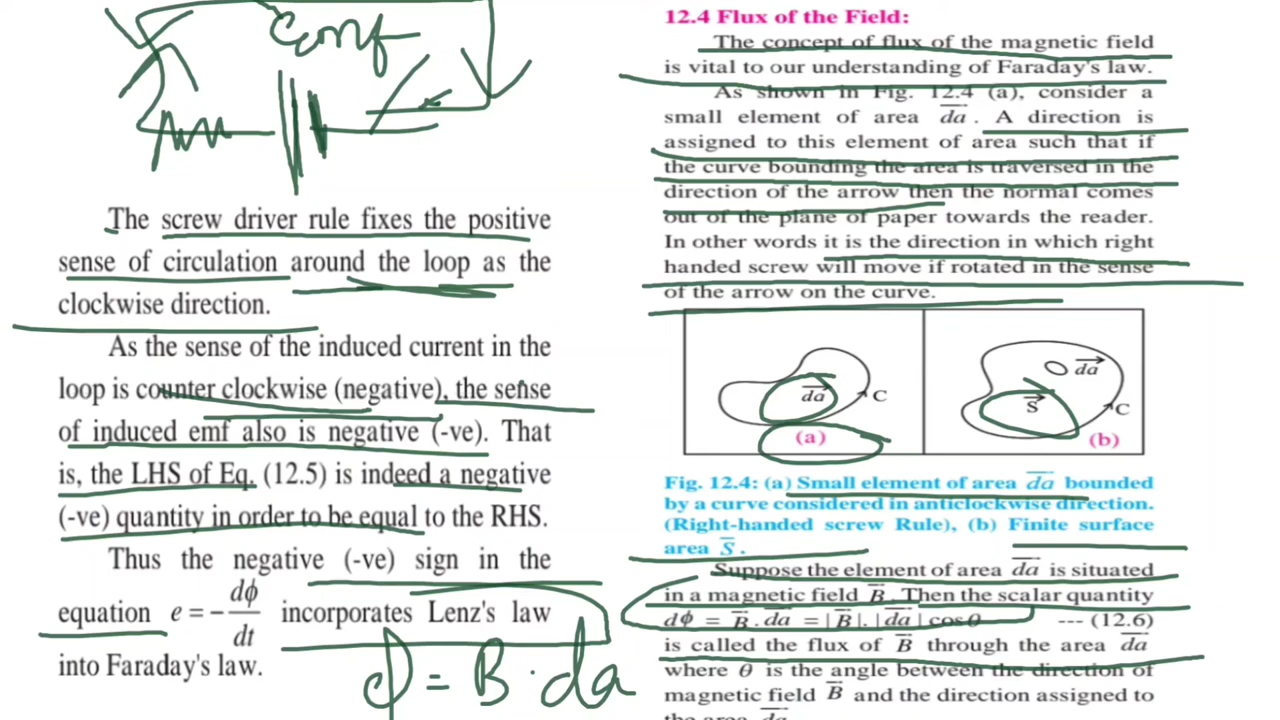 emf
The screw driver rule fixes the positive
sense of circulation around the loop as the
clockwise direction.
As the sense of the induced current in the
loop is counter clockwise (negative), the sense
of induced emf also is negative (-ve). That
is, the LHS of Eq. (12.5) is indeed a negative
(-ve) quantity in order to be equal to the RHS.
Thus the negative (-ve) sign in the
equation e = - dϕ/dt incorporates Lenz's law
into Faraday's law.
ϕ = B · da
12.4 Flux of the Field:
The concept of flux of the magnetic field
is vital to our understanding of Faraday's law.
As shown in Fig. 12.4 (a), consider a
small element of area da. A direction is
assigned to this element of area such that if
the curve bounding the area is traversed in the
direction of the arrow then the normal comes
out of the plane of paper towards the reader.
In other words it is the direction in which right
handed screw will move if rotated in the sense
of the arrow on the curve.
da C
(a)
da
S C
(b)
Fig. 12.4: (a) Small element of area da bounded
by a curve considered in anticlockwise direction.
(Right-handed screw Rule), (b) Finite surface
area S.
Suppose the element of area da is situated
in a magnetic field B. Then the scalar quantity
dϕ = B. da = |B|. |da| cosθ --- (12.6)
is called the flux of B through the area da
where θ is the angle between the direction of
magnetic field B and the direction assigned to
the area da.